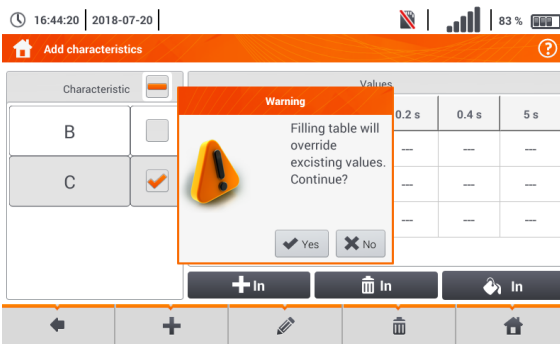 16:44:20 2018-07-20 83 %
Add characteristics ?
Characteristic Values
Warning
0.2 s 0.4 s 5 s
Filling table will
override
excisting values.
Continue?
B --- --- ---
C --- --- ---
--- --- ---
Yes No
In In In